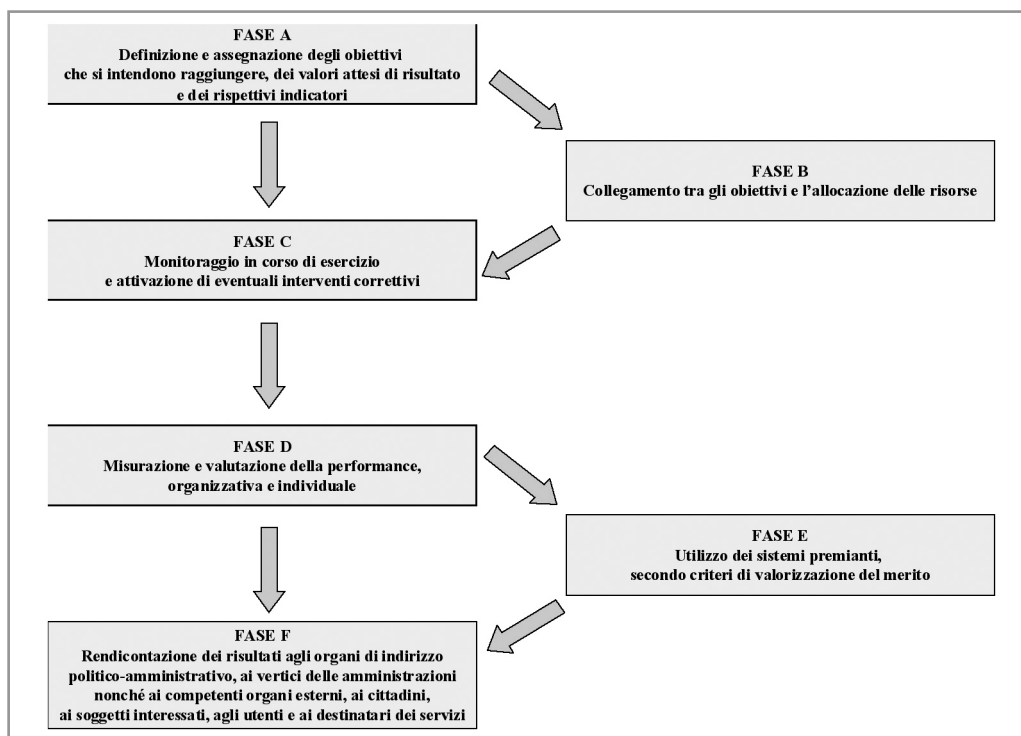 FASE A
Definizione e assegnazione degli obiettivi
che si intendono raggiungere, dei valori attesi di risultato
e dei rispettivi indicatori
FASE B
Collegamento tra gli obiettivi e l'allocazione delle risorse
FASE C
Monitoraggio in corso di esercizio
e attivazione di eventuali interventi correttivi
FASE D
Misurazione e valutazione della performance,
organizzativa e individuale
FASE E
Utilizzo dei sistemi premianti,
secondo criteri di valorizzazione del merito
FASE F
Rendicontazione dei risultati agli organi di indirizzo
politico-amministrativo, ai vertici delle amministrazioni
nonché ai competenti organi esterni, ai cittadini,
ai soggetti interessati, agli utenti e ai destinatari dei servizi